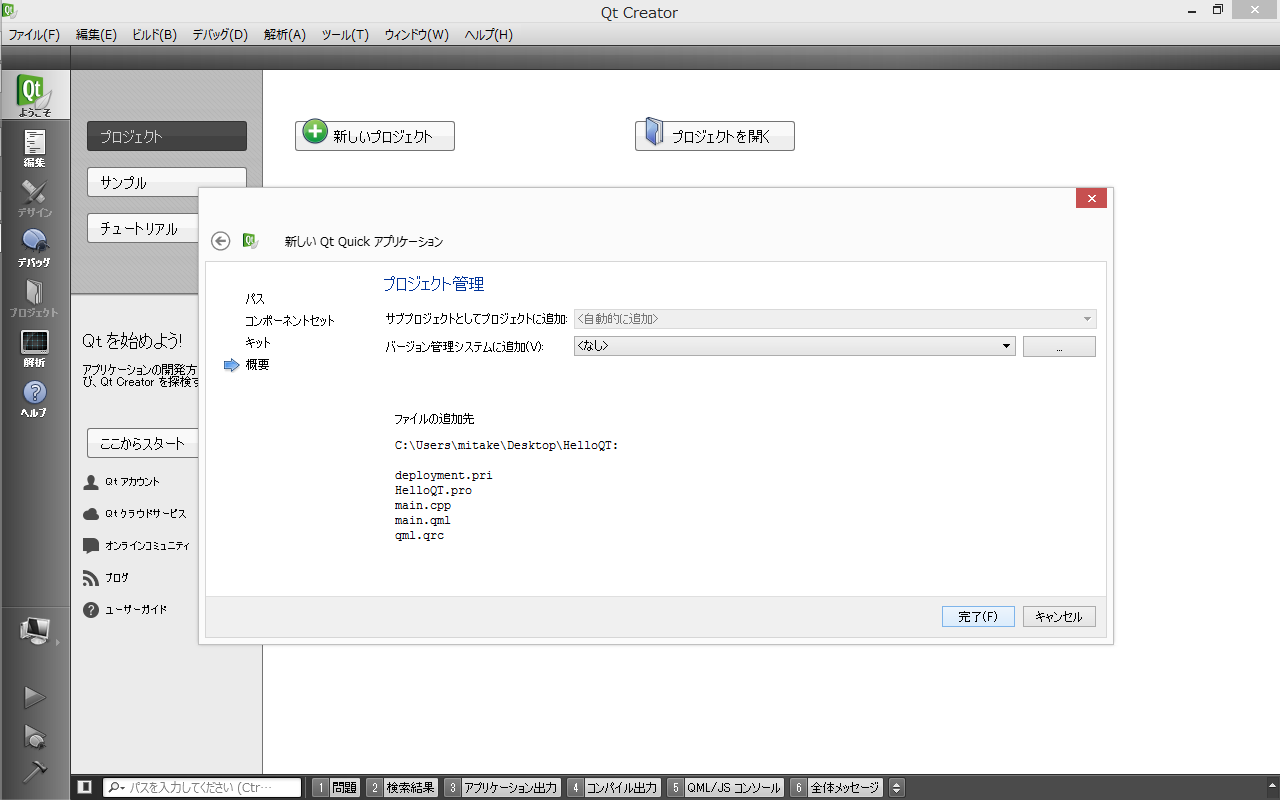 Qt Creator
ファイル(F) 編集(E) ビルド(B) デバッグ(D) 解析(A) ツール(T) ウィンドウ(W) ヘルプ(H)
Qt
ようこそ
編集
デザイン
デバッグ
プロジェクト
解析
ヘルプ
プロジェクト
サンプル
チュートリアル
新しいプロジェクト
プロジェクトを開く
Qt を始めよう!
アプリケーションの開発方
び、Qt Creator を探検す
ここからスタート
Qt アカウント
Qt クラウドサービス
オンラインコミュニティ
ブログ
ユーザーガイド
新しい Qt Quick アプリケーション
パス
コンポーネントセット
キット
概要
プロジェクト管理
サブプロジェクトとしてプロジェクトに追加: <自動的に追加>
バージョン管理システムに追加(V): <なし> ...
ファイルの追加先
C:\Users\mitake\Desktop\HelloQT:
deployment.pri
HelloQT.pro
main.cpp
main.qml
qml.qrc
完了(F) キャンセル
パスを入力してください (Ctr… 1 問題 2 検索結果 3 アプリケーション出力 4 コンパイル出力 5 QML/JS コンソール 6 全体メッセージ